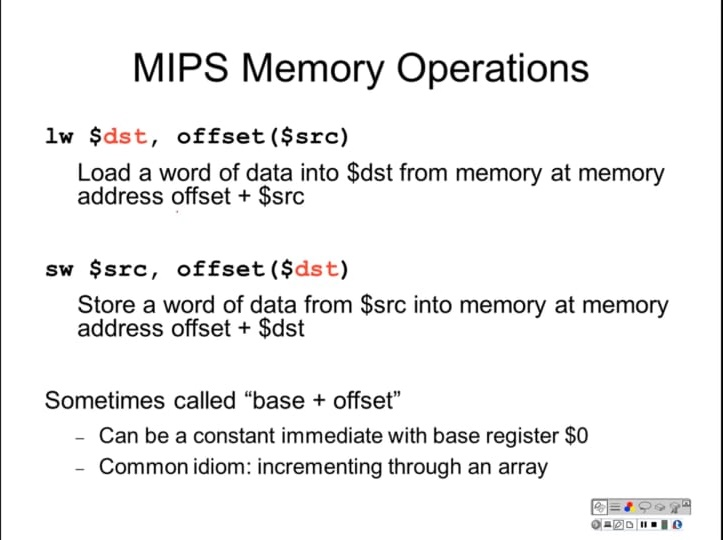 MIPS Memory Operations
lw $dst, offset($src)
Load a word of data into $dst from memory at memory
address offset + $src
sw $src, offset($dst)
Store a word of data from $src into memory at memory
address offset + $dst
Sometimes called “base + offset”
– Can be a constant immediate with base register $0
– Common idiom: incrementing through an array